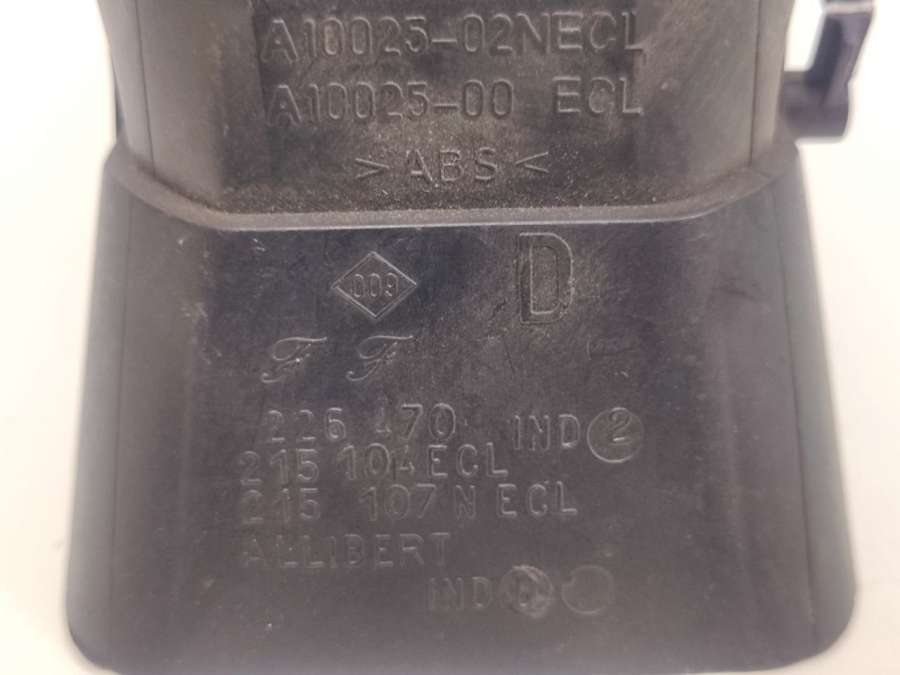 A10025-02NECL
A10025-00 ECL
>ABS<
009 D
F F
226 470 IND 2
215 104 ECL
215 107 N ECL
ALLIBERT
IND